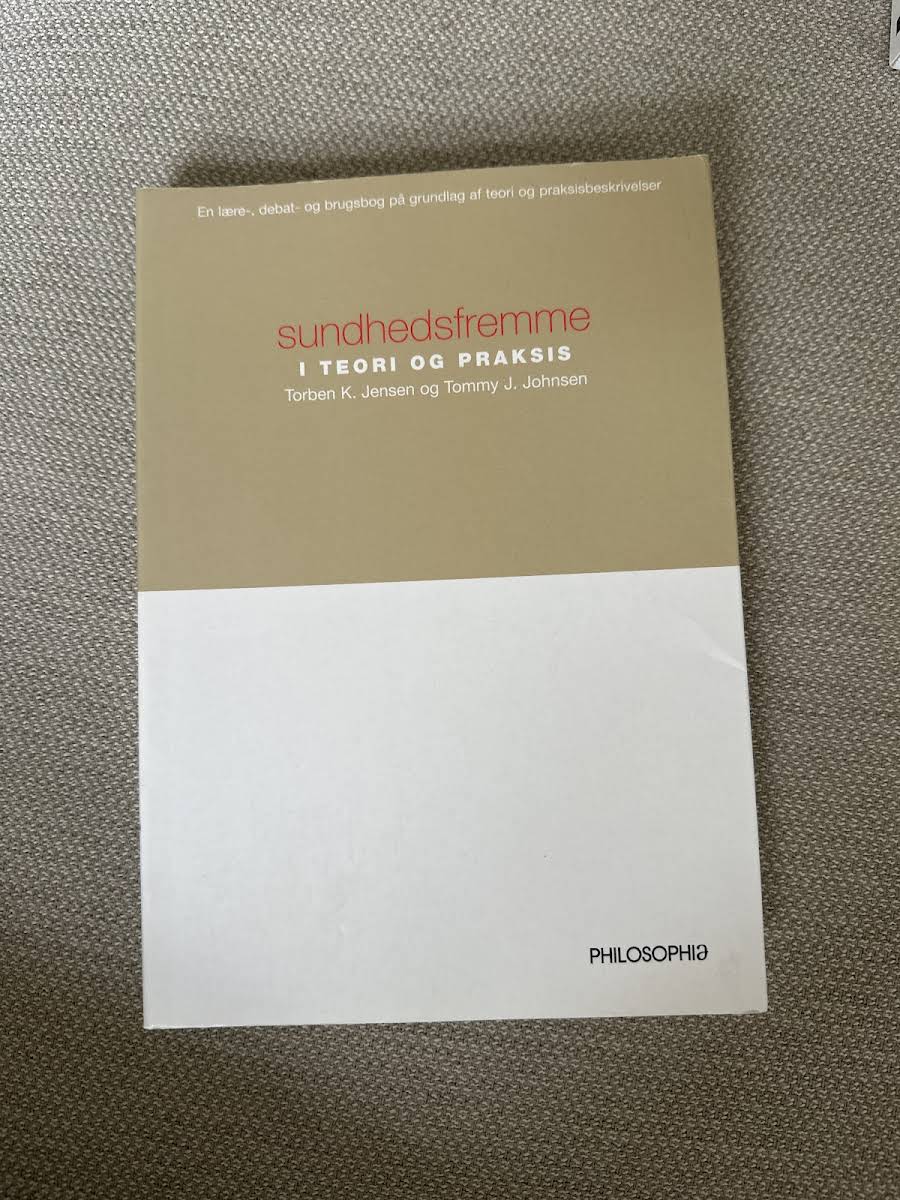 En lære-, debat- og brugsbog på grundlag af teori og praksisbeskrivelser
sundhedsfremme
I TEORI OG PRAKSIS
Torben K. Jensen og Tommy J. Johnsen
PHILOSOPHIA